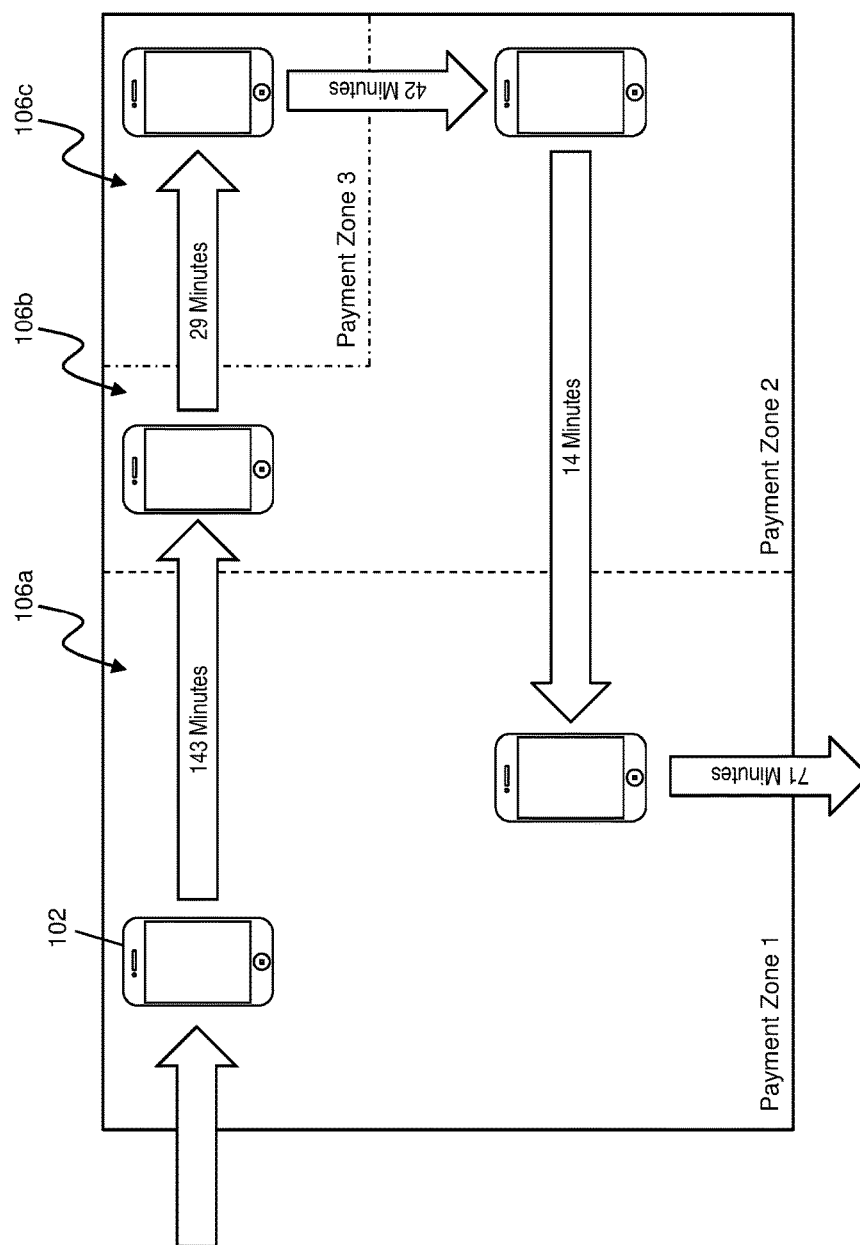 102
106a
106b
106c
143 Minutes
29 Minutes
42 Minutes
14 Minutes
71 Minutes
Payment Zone 1
Payment Zone 2
Payment Zone 3